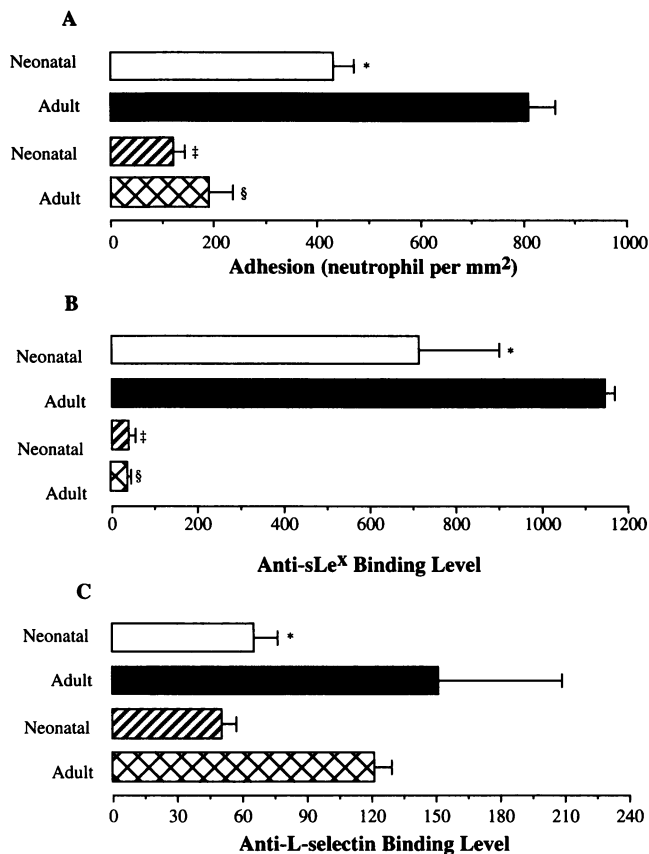 A
Neonatal *
Adult
Neonatal ‡
Adult §
0 200 400 600 800 1000
Adhesion (neutrophil per mm2)
B
Neonatal *
Adult
Neonatal ‡
Adult §
0 200 400 600 800 1000 1200
Anti-sLeX Binding Level
C
Neonatal *
Adult
Neonatal
Adult
0 30 60 90 120 150 180 210 240
Anti-L-selectin Binding Level